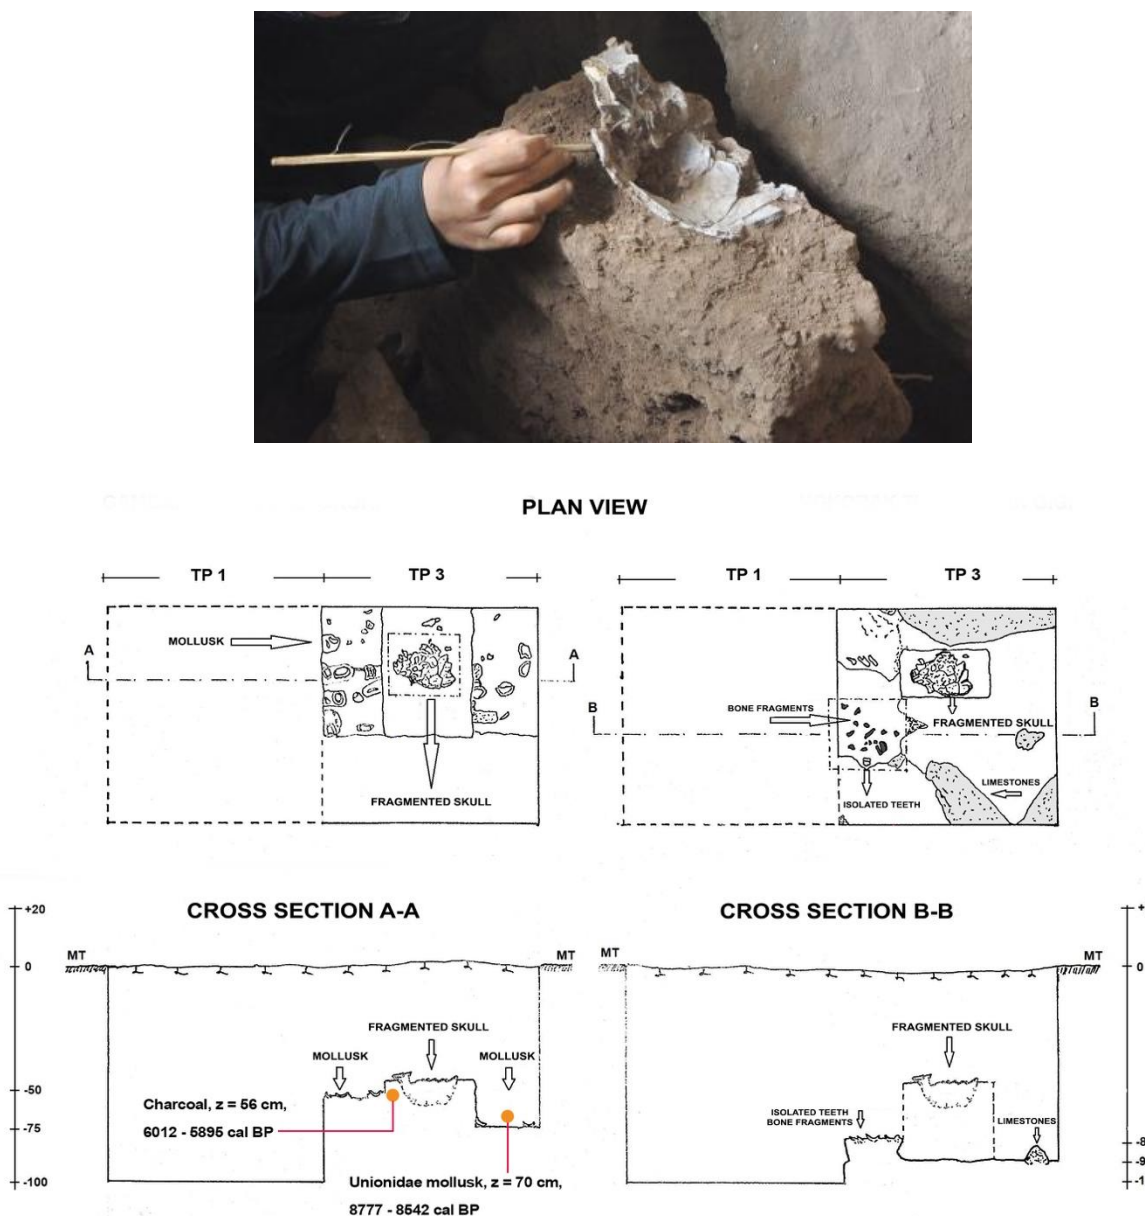 PLAN VIEW
TP 1 TP 3
MOLLUSK
A A
FRAGMENTED SKULL
TP 1 TP 3
BONE FRAGMENTS
B B
FRAGMENTED SKULL
LIMESTONES
ISOLATED TEETH
CROSS SECTION A-A
+20
MT MT
0
FRAGMENTED SKULL
MOLLUSK MOLLUSK
-50
Charcoal, z = 56 cm,
6012 - 5895 cal BP
-75
-100
Unionidae mollusk, z = 70 cm,
8777 - 8542 cal BP
CROSS SECTION B-B
+
MT MT
0
FRAGMENTED SKULL
ISOLATED TEETH
BONE FRAGMENTS
LIMESTONES
-8
-9
-1